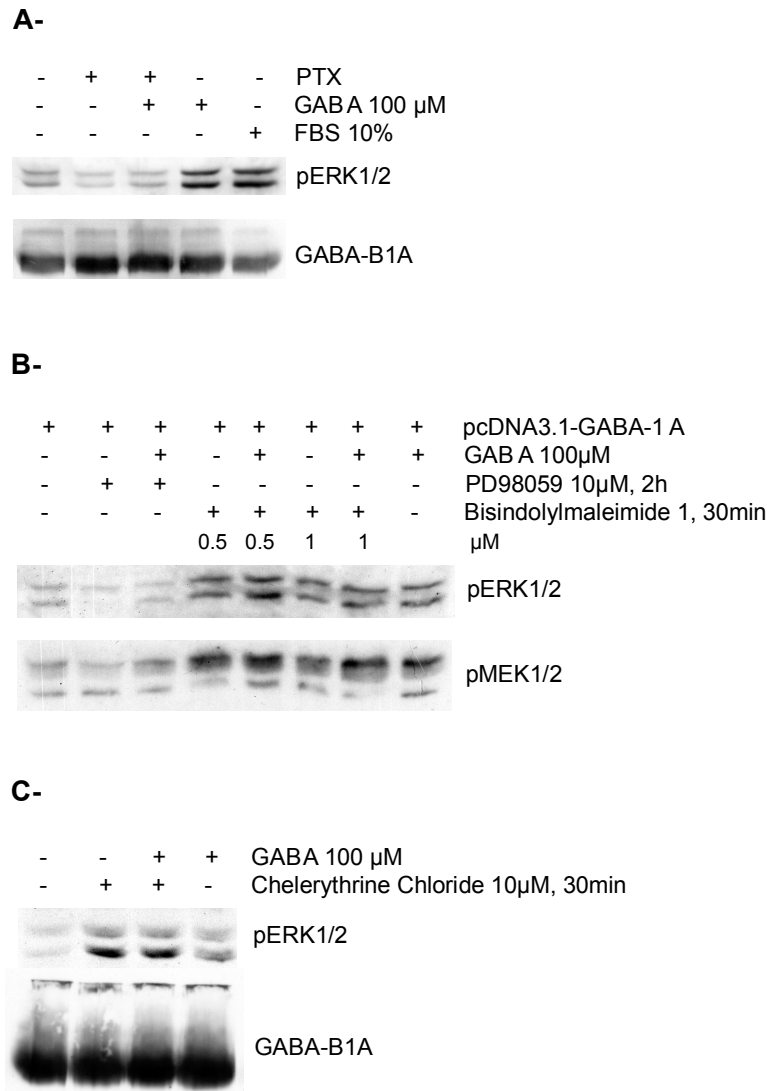 A-
- + + - - PTX
- - + + - GABA 100 µM
- - - - + FBS 10%
pERK1/2
GABA-B1A
B-
+ + + + + + + + pcDNA3.1-GABA-1 A
- - + - + - + + GABA 100µM
- + + - - - - - PD98059 10µM, 2h
- - - + + + + - Bisindolylmaleimide 1, 30min
0.5 0.5 1 1 µM
pERK1/2
pMEK1/2
C-
- - + + GABA 100 µM
- + + - Chelerythrine Chloride 10µM, 30min
pERK1/2
GABA-B1A